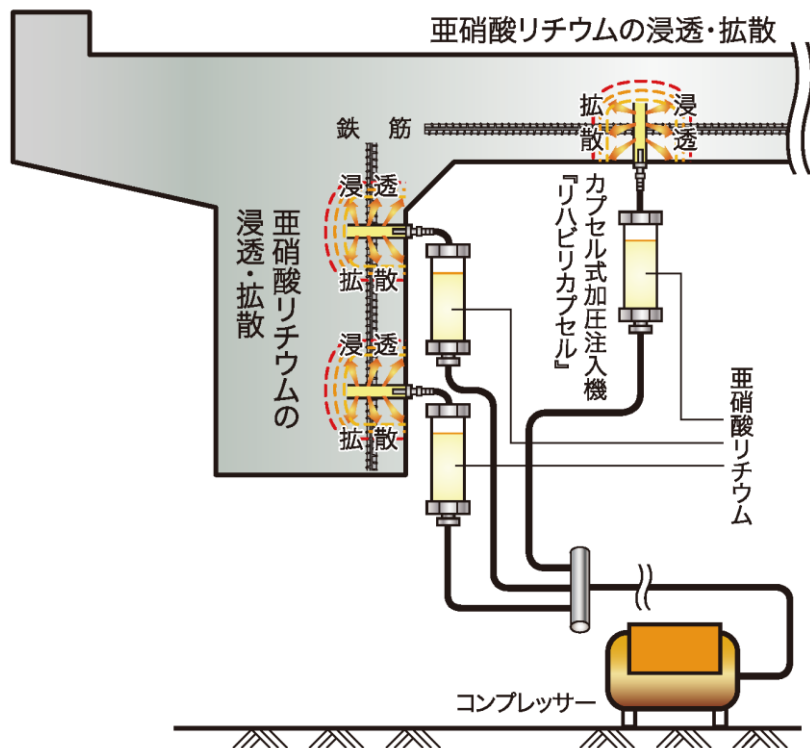 亜硝酸リチウムの浸透・拡散
拡 浸
散 透
鉄 筋
浸 透
拡 散
亜硝酸リチウムの
浸透・拡散
浸 透
拡 散
カプセル式加圧注入機
『リハビリカプセル』
亜硝酸リチウム
コンプレッサー